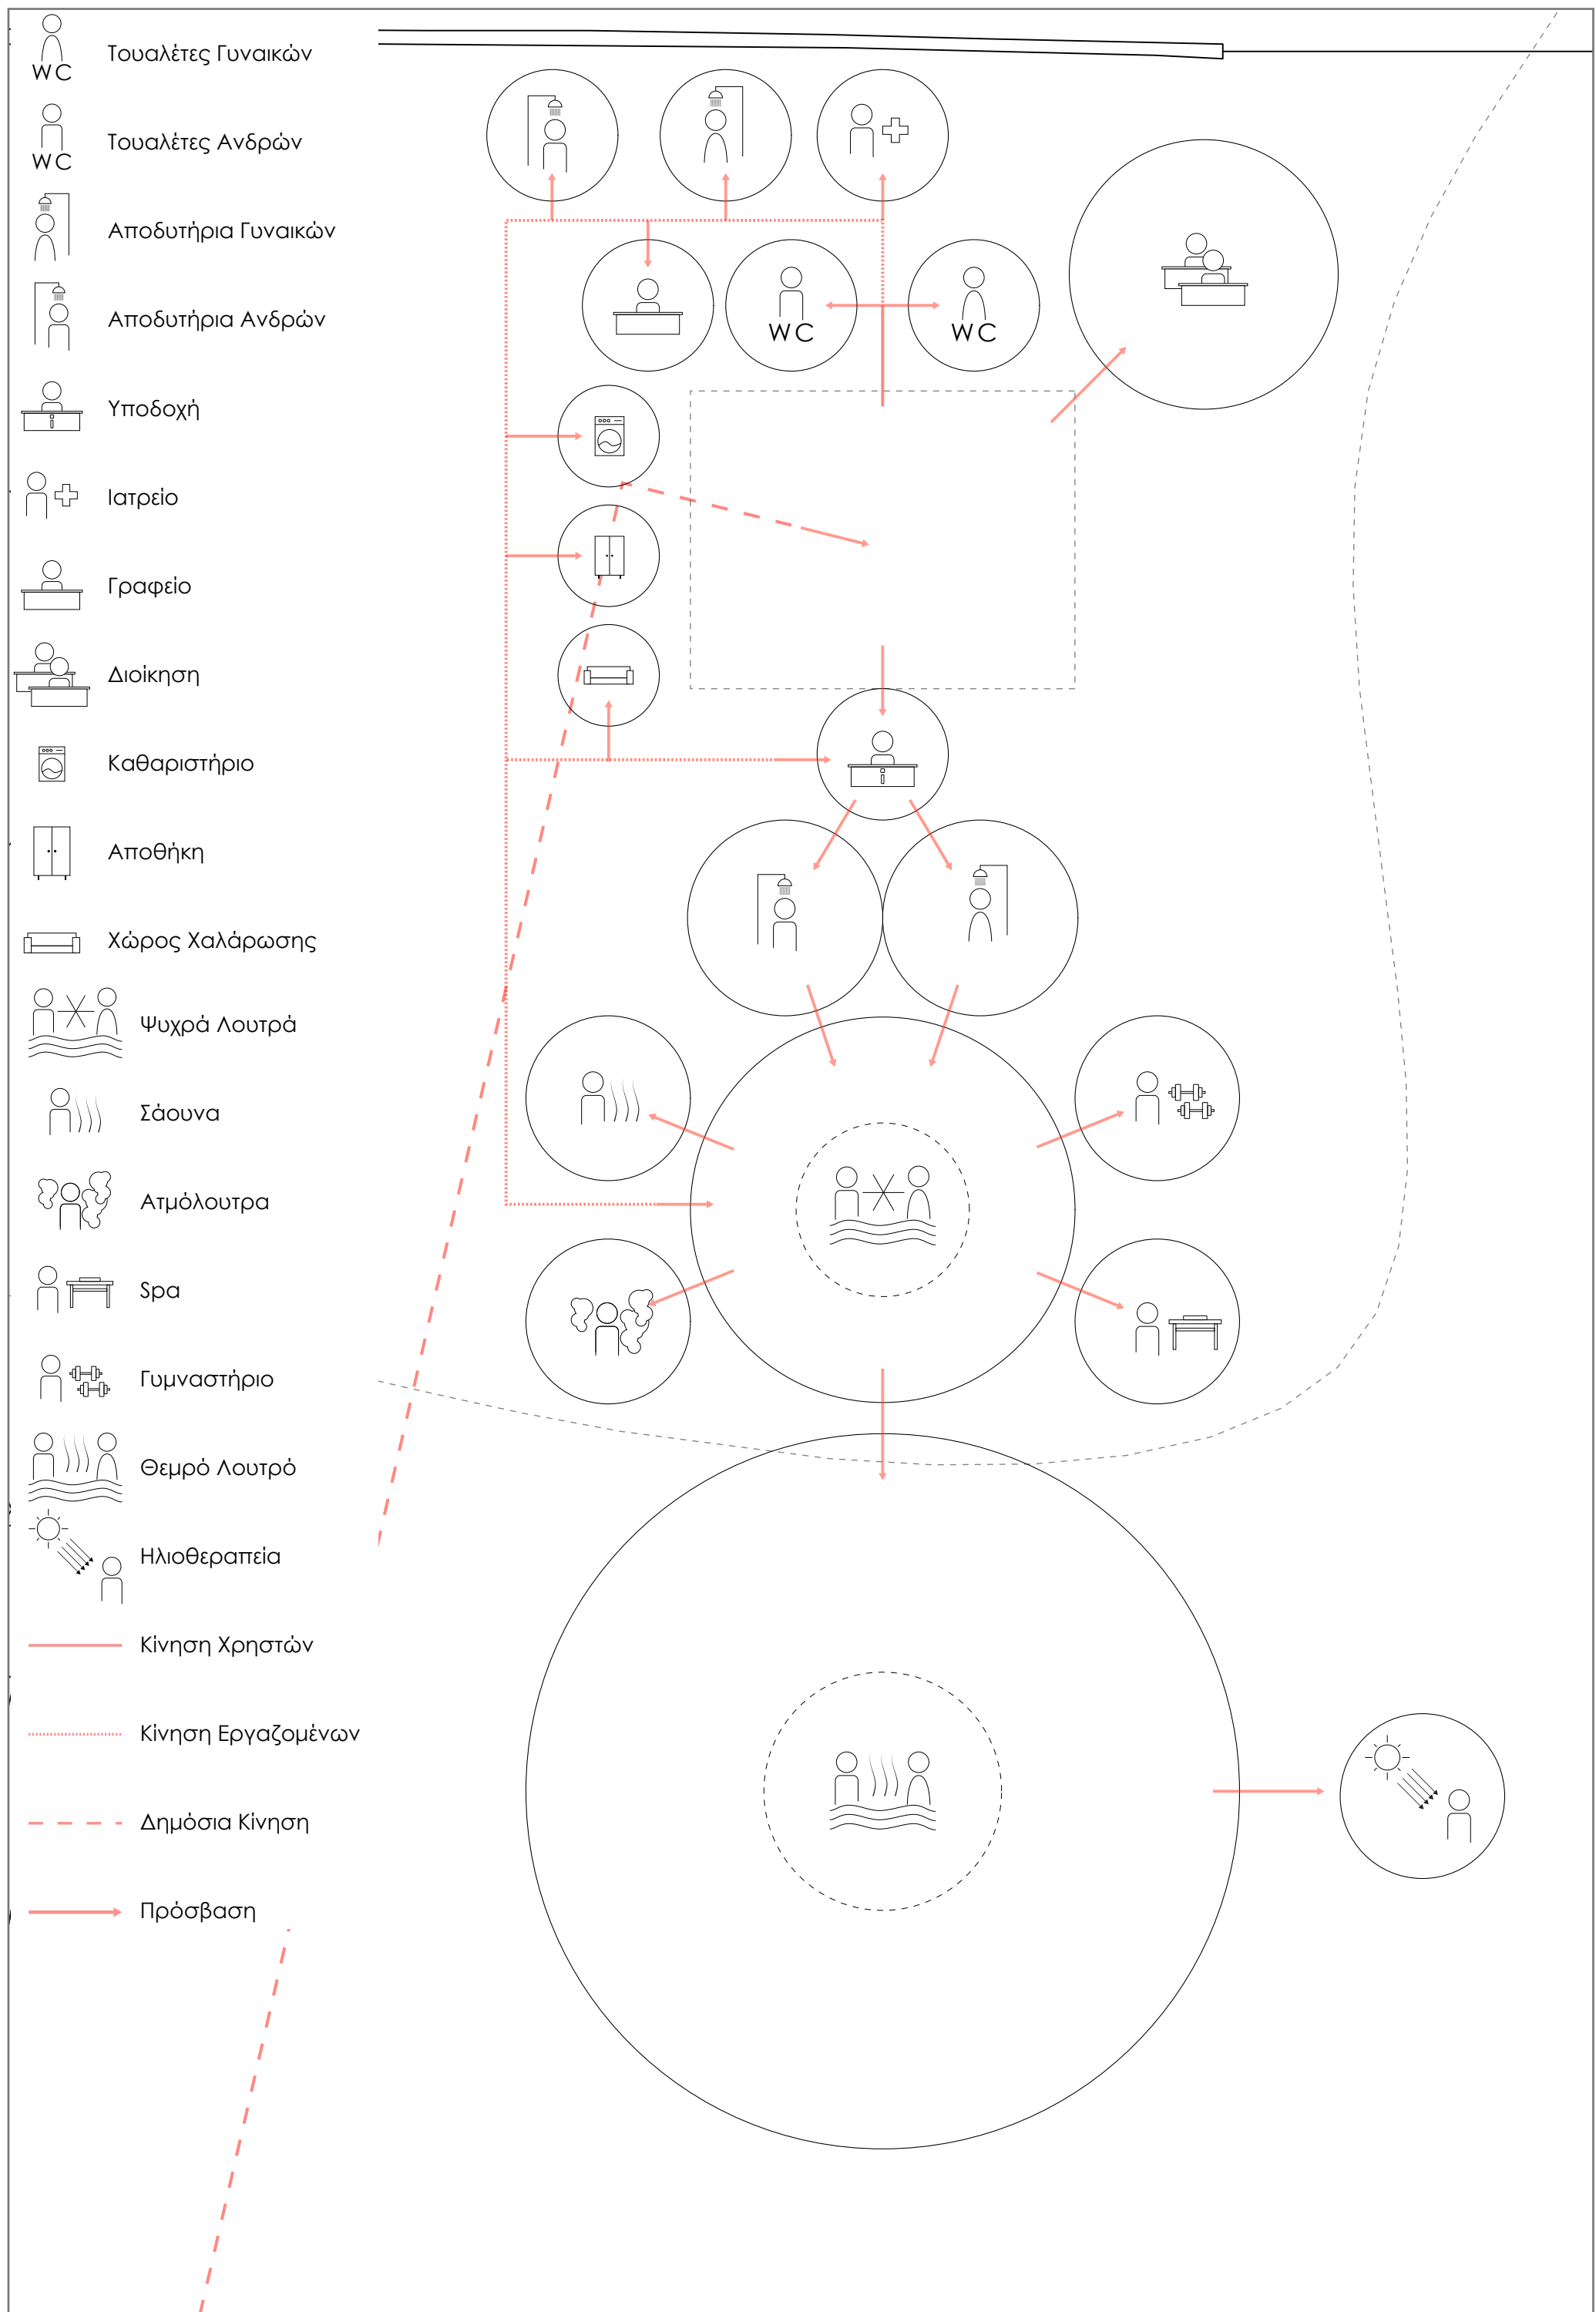 WC
Τουαλέτες Γυναικών
WC
Τουαλέτες Ανδρών
Αποδυτήρια Γυναικών
Αποδυτήρια Ανδρών
i
Υποδοχή
Ιατρείο
Γραφείο
Διοίκηση
Καθαριστήριο
Αποθήκη
Χώρος Χαλάρωσης
Ψυχρά Λουτρά
Σάουνα
Ατμόλουτρα
Spa
Γυμναστήριο
Θεμρό Λουτρό
Ηλιοθεραπεία
Κίνηση Χρηστών
Κίνηση Εργαζομένων
Δημόσια Κίνηση
Πρόσβαση
WC
WC
i